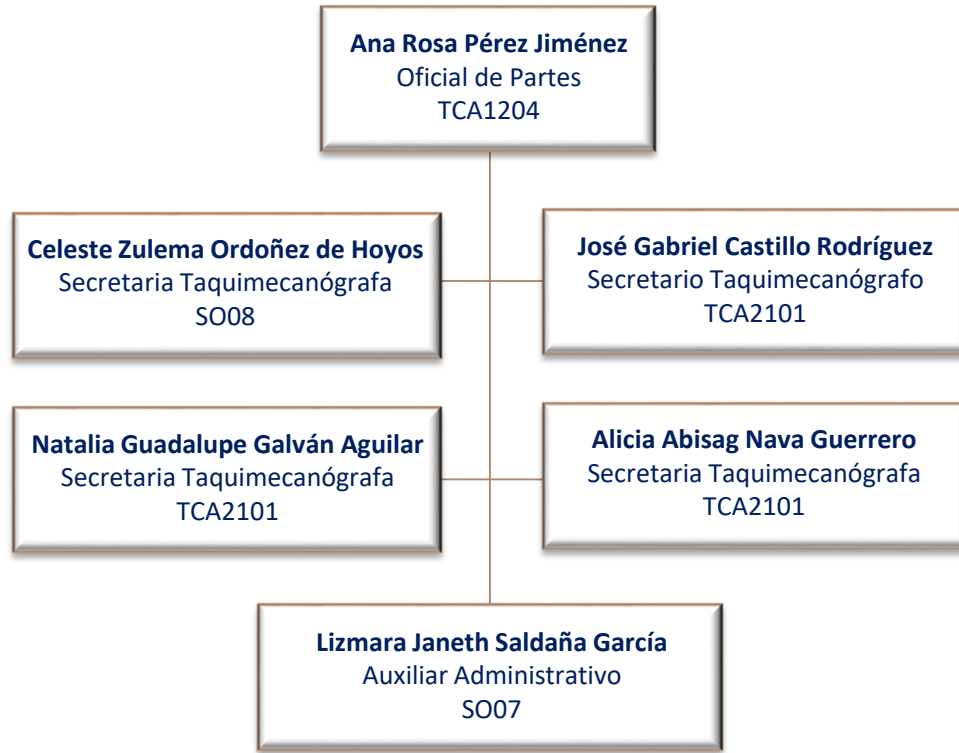 Ana Rosa Pérez Jiménez
Oficial de Partes
TCA1204
Celeste Zulema Ordoñez de Hoyos
Secretaria Taquimecanógrafa
SO08
José Gabriel Castillo Rodríguez
Secretario Taquimecanógrafo
TCA2101
Natalia Guadalupe Galván Aguilar
Secretaria Taquimecanógrafa
TCA2101
Alicia Abisag Nava Guerrero
Secretaria Taquimecanógrafa
TCA2101
Lizmara Janeth Saldaña García
Auxiliar Administrativo
SO07